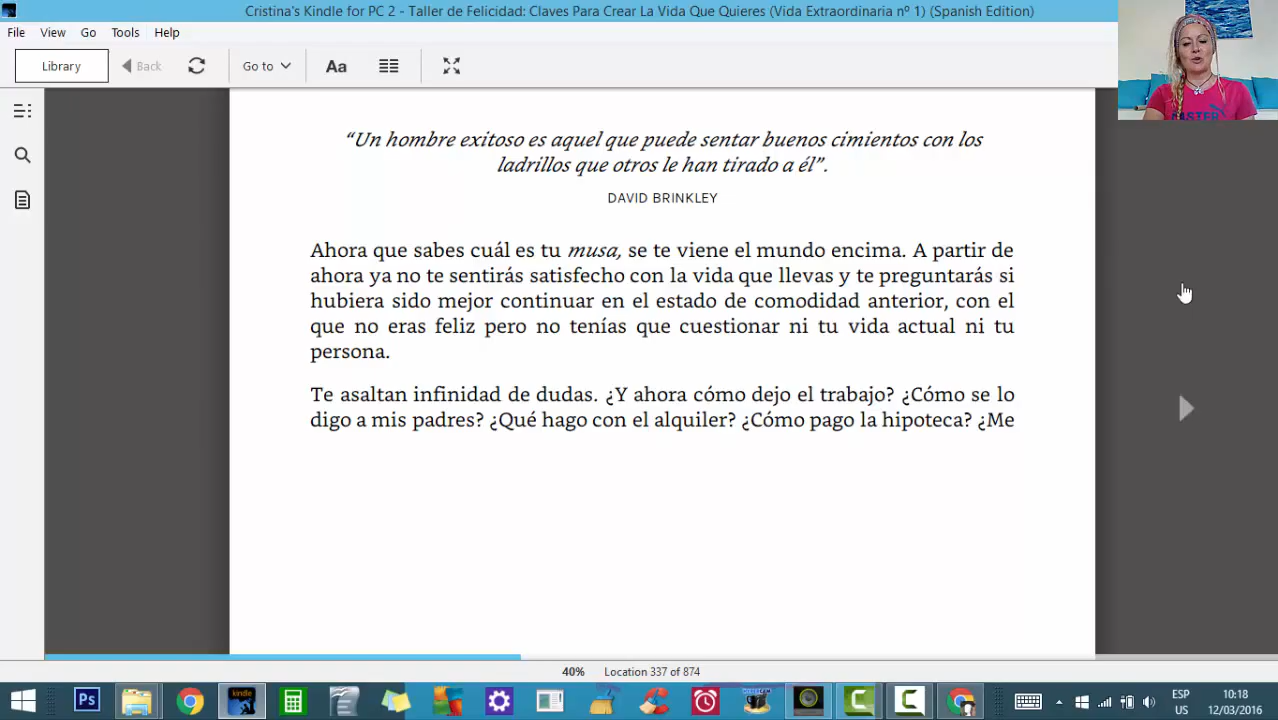 Cristina's Kindle for PC 2 - Taller de Felicidad: Claves Para Crear La Vida Que Quieres (Vida Extraordinaria nº 1) (Spanish Edition)
File View Go Tools Help
Library Back Go to Aa
“Un hombre exitoso es aquel que puede sentar buenos cimientos con los
ladrillos que otros le han tirado a él”.
DAVID BRINKLEY
Ahora que sabes cuál es tu musa, se te viene el mundo encima. A partir de
ahora ya no te sentirás satisfecho con la vida que llevas y te preguntarás si
hubiera sido mejor continuar en el estado de comodidad anterior, con el
que no eras feliz pero no tenías que cuestionar ni tu vida actual ni tu
persona.
Te asaltan infinidad de dudas. ¿Y ahora cómo dejo el trabajo? ¿Cómo se lo
digo a mis padres? ¿Qué hago con el alquiler? ¿Cómo pago la hipoteca? ¿Me
40% Location 337 of 874
Ps kindle
ESP 10:18
US 12/03/2016